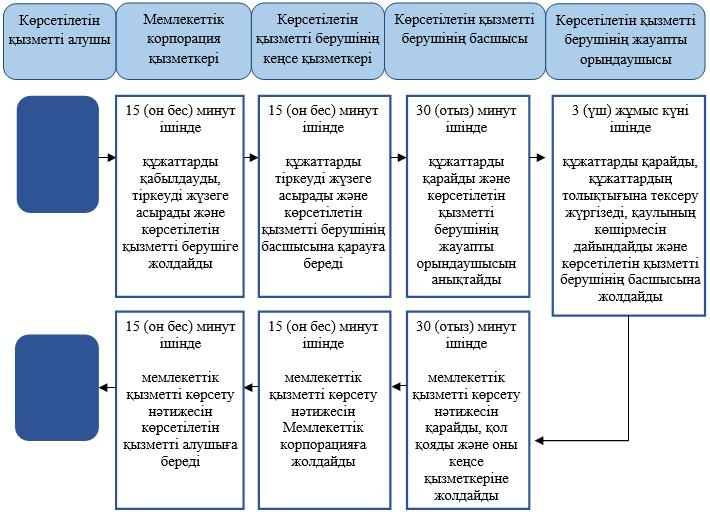 Көрсетілетін
қызметті алушы
Мемлекеттік
корпорация
қызметкері
Көрсетілетін
қызметті берушінің
кеңсе қызметкері
Көрсетілетін қызметті
берушінің басшысы
Көрсетілетін қызметті
берушінің жауапты
орындаушысы
15 (он бес) минут
ішінде
құжаттарды
қабылдауды,
тіркеуді жүзеге
асырады және
көрсетілетін
қызметті берушіге
жолдайды
15 (он бес) минут
ішінде
құжаттарды
тіркеуді жүзеге
асырады және
көрсетілетін
қызметті берушінің
басшысына қарауға
береді
30 (отыз) минут
ішінде
құжаттарды
қарайды және
көрсетілетін
қызметті
берушінің
жауапты
орындаушысын
анықтайды
3 (үш) жұмыс күні
ішінде
құжаттарды қарайды,
құжаттардың
толықтығына тексеру
жүргізеді, қаулының
көшірмесін
дайындайды және
көрсетілетін қызметті
берушінің басшысына
жолдайды
15 (он бес) минут
ішінде
мемлекеттік
қызметті көрсету
нәтижесін
көрсетілетін
қызметті алушыға
береді
15 (он бес) минут
ішінде
мемлекеттік
қызметті көрсету
нәтижесін
Мемлекеттік
корпорацияға
жолдайды
30 (отыз) минут
ішінде
мемлекеттік
қызметті көрсету
нәтижесін
қарайды, қол
қояды және оны
кеңсе
қызметкеріне
жолдайды